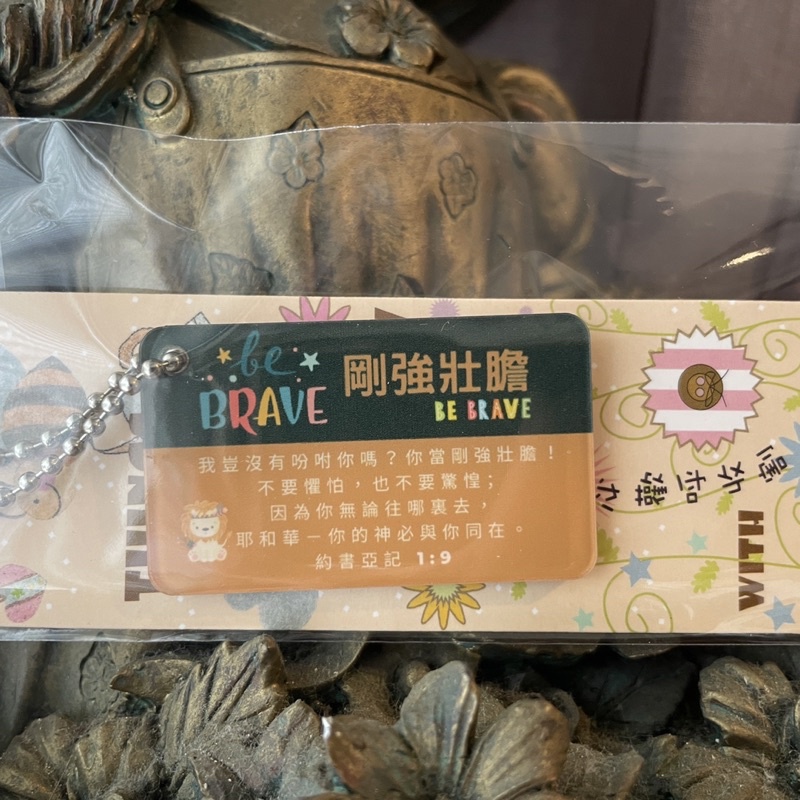 be
BRAVE
剛強壯膽
BE BRAVE
我豈沒有吩咐你嗎？你當剛強壯膽！
不要懼怕，也不要驚惶；
因為你無論往哪裏去，
耶和華－你的神必與你同在。
約書亞記 1:9
WITH